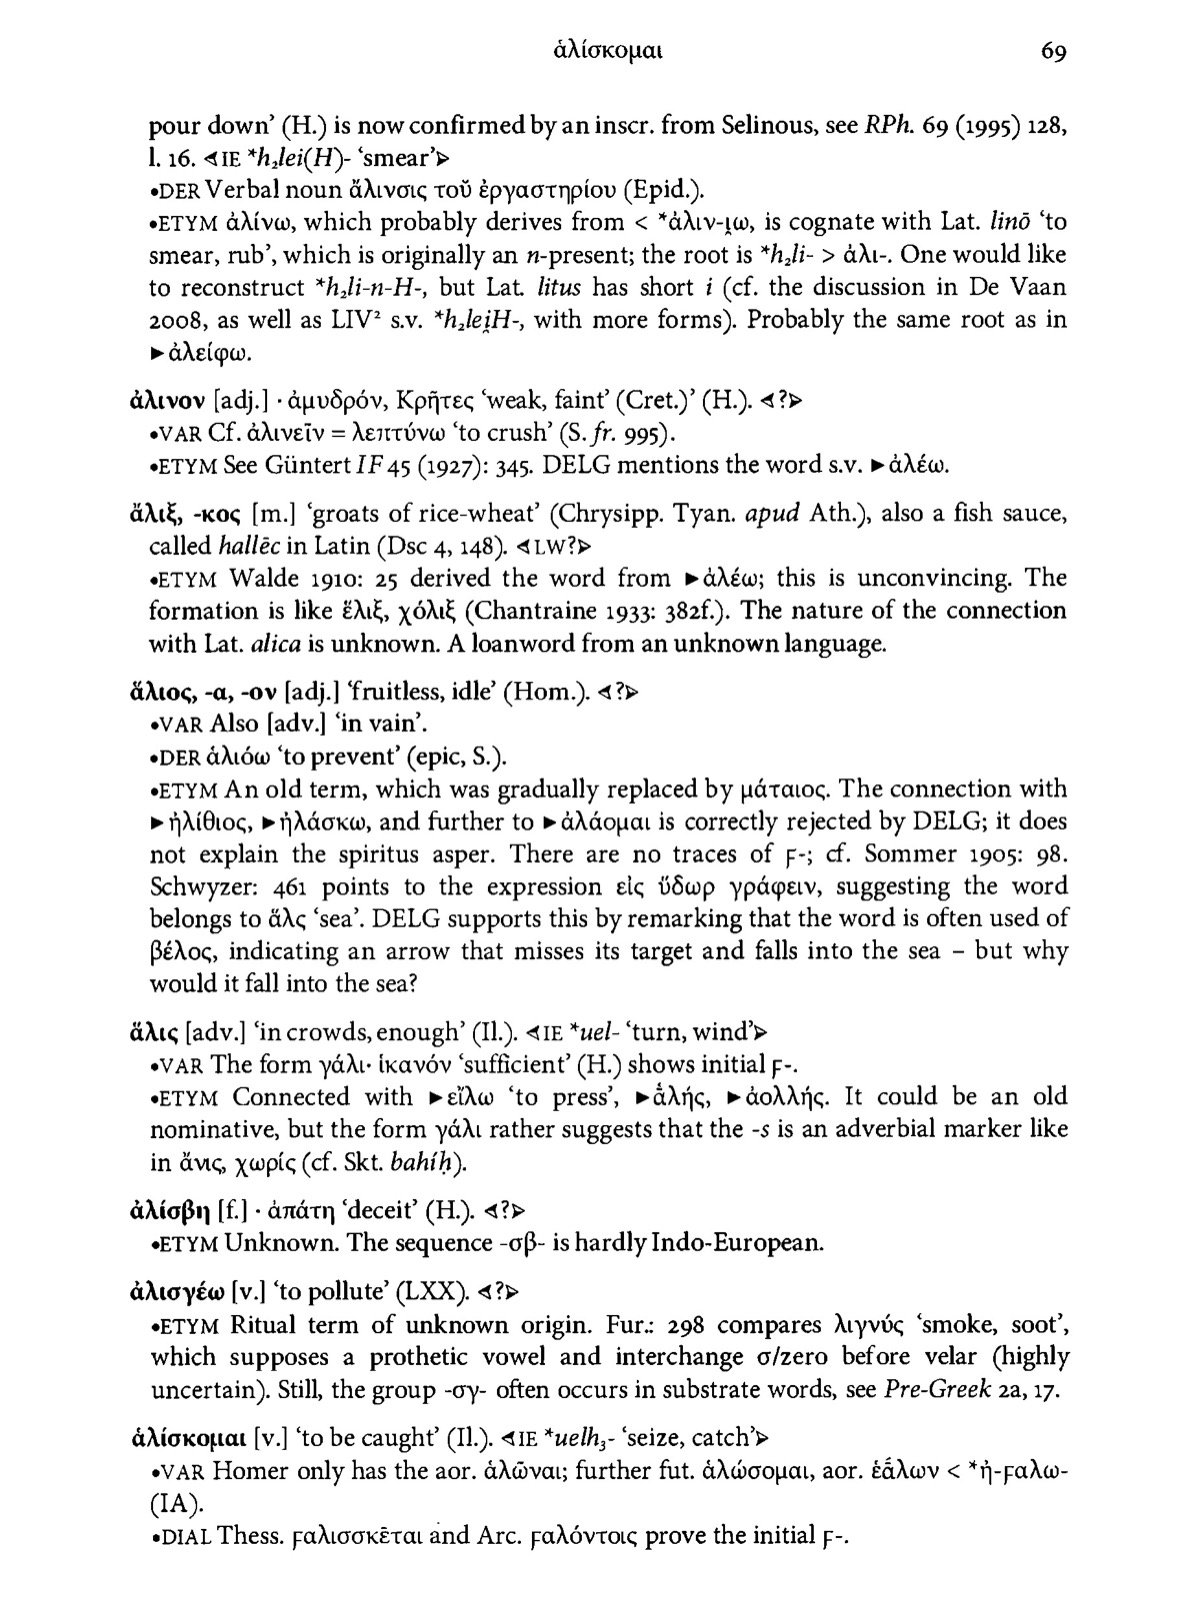 ἁλίσκομαι 69
pour down’ (H.) is now confirmed by an inscr. from Selinous, see RPh. 69 (1995) 128,
l. 16. ⊲IE *h₂lei(H)- ‘smear’⊳
•DER Verbal noun ἄλινσις τοῦ ἐργαστηρίου (Epid.).
•ETYM ἀλίνω, which probably derives from < *ἀλιν-ι̯ω, is cognate with Lat. linō ‘to
smear, rub’, which is originally an n-present; the root is *h₂li- > ἀλι-. One would like
to reconstruct *h₂li-n-H-, but Lat. litus has short i (cf. the discussion in De Vaan
2008, as well as LIV² s.v. *h₂lei̯H-, with more forms). Probably the same root as in
►ἀλείφω.
ἀλινον [adj.] · ἀμυδρόν, Κρῆτες ‘weak, faint’ (Cret.)’ (H.). ⊲?⊳
•VAR Cf. ἀλινεῖν = λεπτύνω ‘to crush’ (S. fr. 995).
•ETYM See Güntert IF 45 (1927): 345. DELG mentions the word s.v. ►ἀλέω.
ἄλιξ, -κος [m.] ‘groats of rice-wheat’ (Chrysipp. Tyan. apud Ath.), also a fish sauce,
called hallēc in Latin (Dsc 4, 148). ⊲LW?⊳
•ETYM Walde 1910: 25 derived the word from ►ἀλέω; this is unconvincing. The
formation is like ἕλιξ, χόλιξ (Chantraine 1933: 382f.). The nature of the connection
with Lat. alica is unknown. A loanword from an unknown language.
ἅλιος, -α, -ον [adj.] ‘fruitless, idle’ (Hom.). ⊲?⊳
•VAR Also [adv.] ‘in vain’.
•DER ἁλιόω ‘to prevent’ (epic, S.).
•ETYM An old term, which was gradually replaced by μάταιος. The connection with
►ἠλίθιος, ►ἠλάσκω, and further to ►ἀλάομαι is correctly rejected by DELG; it does
not explain the spiritus asper. There are no traces of ϝ-; cf. Sommer 1905: 98.
Schwyzer: 461 points to the expression εἰς ὕδωρ γράφειν, suggesting the word
belongs to ἅλς ‘sea’. DELG supports this by remarking that the word is often used of
βέλος, indicating an arrow that misses its target and falls into the sea – but why
would it fall into the sea?
ἅλις [adv.] ‘in crowds, enough’ (Il.). ⊲IE *uel- ‘turn, wind’⊳
•VAR The form γάλι· ἱκανόν ‘sufficient’ (H.) shows initial ϝ-.
•ETYM Connected with ►εἴλω ‘to press’, ►ἁ̄λής, ►ἀολλής. It could be an old
nominative, but the form γάλι rather suggests that the -s is an adverbial marker like
in ἄνις, χωρίς (cf. Skt. bahíḥ).
ἀλίσβη [f.] · ἀπάτη ‘deceit’ (H.). ⊲?⊳
•ETYM Unknown. The sequence -σβ- is hardly Indo-European.
ἀλισγέω [v.] ‘to pollute’ (LXX). ⊲?⊳
•ETYM Ritual term of unknown origin. Fur.: 298 compares λιγνύς ‘smoke, soot’,
which supposes a prothetic vowel and interchange σ/zero before velar (highly
uncertain). Still, the group -σγ- often occurs in substrate words, see Pre-Greek 2a, 17.
ἁλίσκομαι [v.] ‘to be caught’ (Il.). ⊲IE *uelh₃- ‘seize, catch’⊳
•VAR Homer only has the aor. ἁλῶναι; further fut. ἁλώσομαι, aor. ἑᾱ́λων < *ἠ-ϝαλω-
(IA).
•DIAL Thess. ϝαλισσκε̄ται and Arc. ϝαλόντοις prove the initial ϝ-.